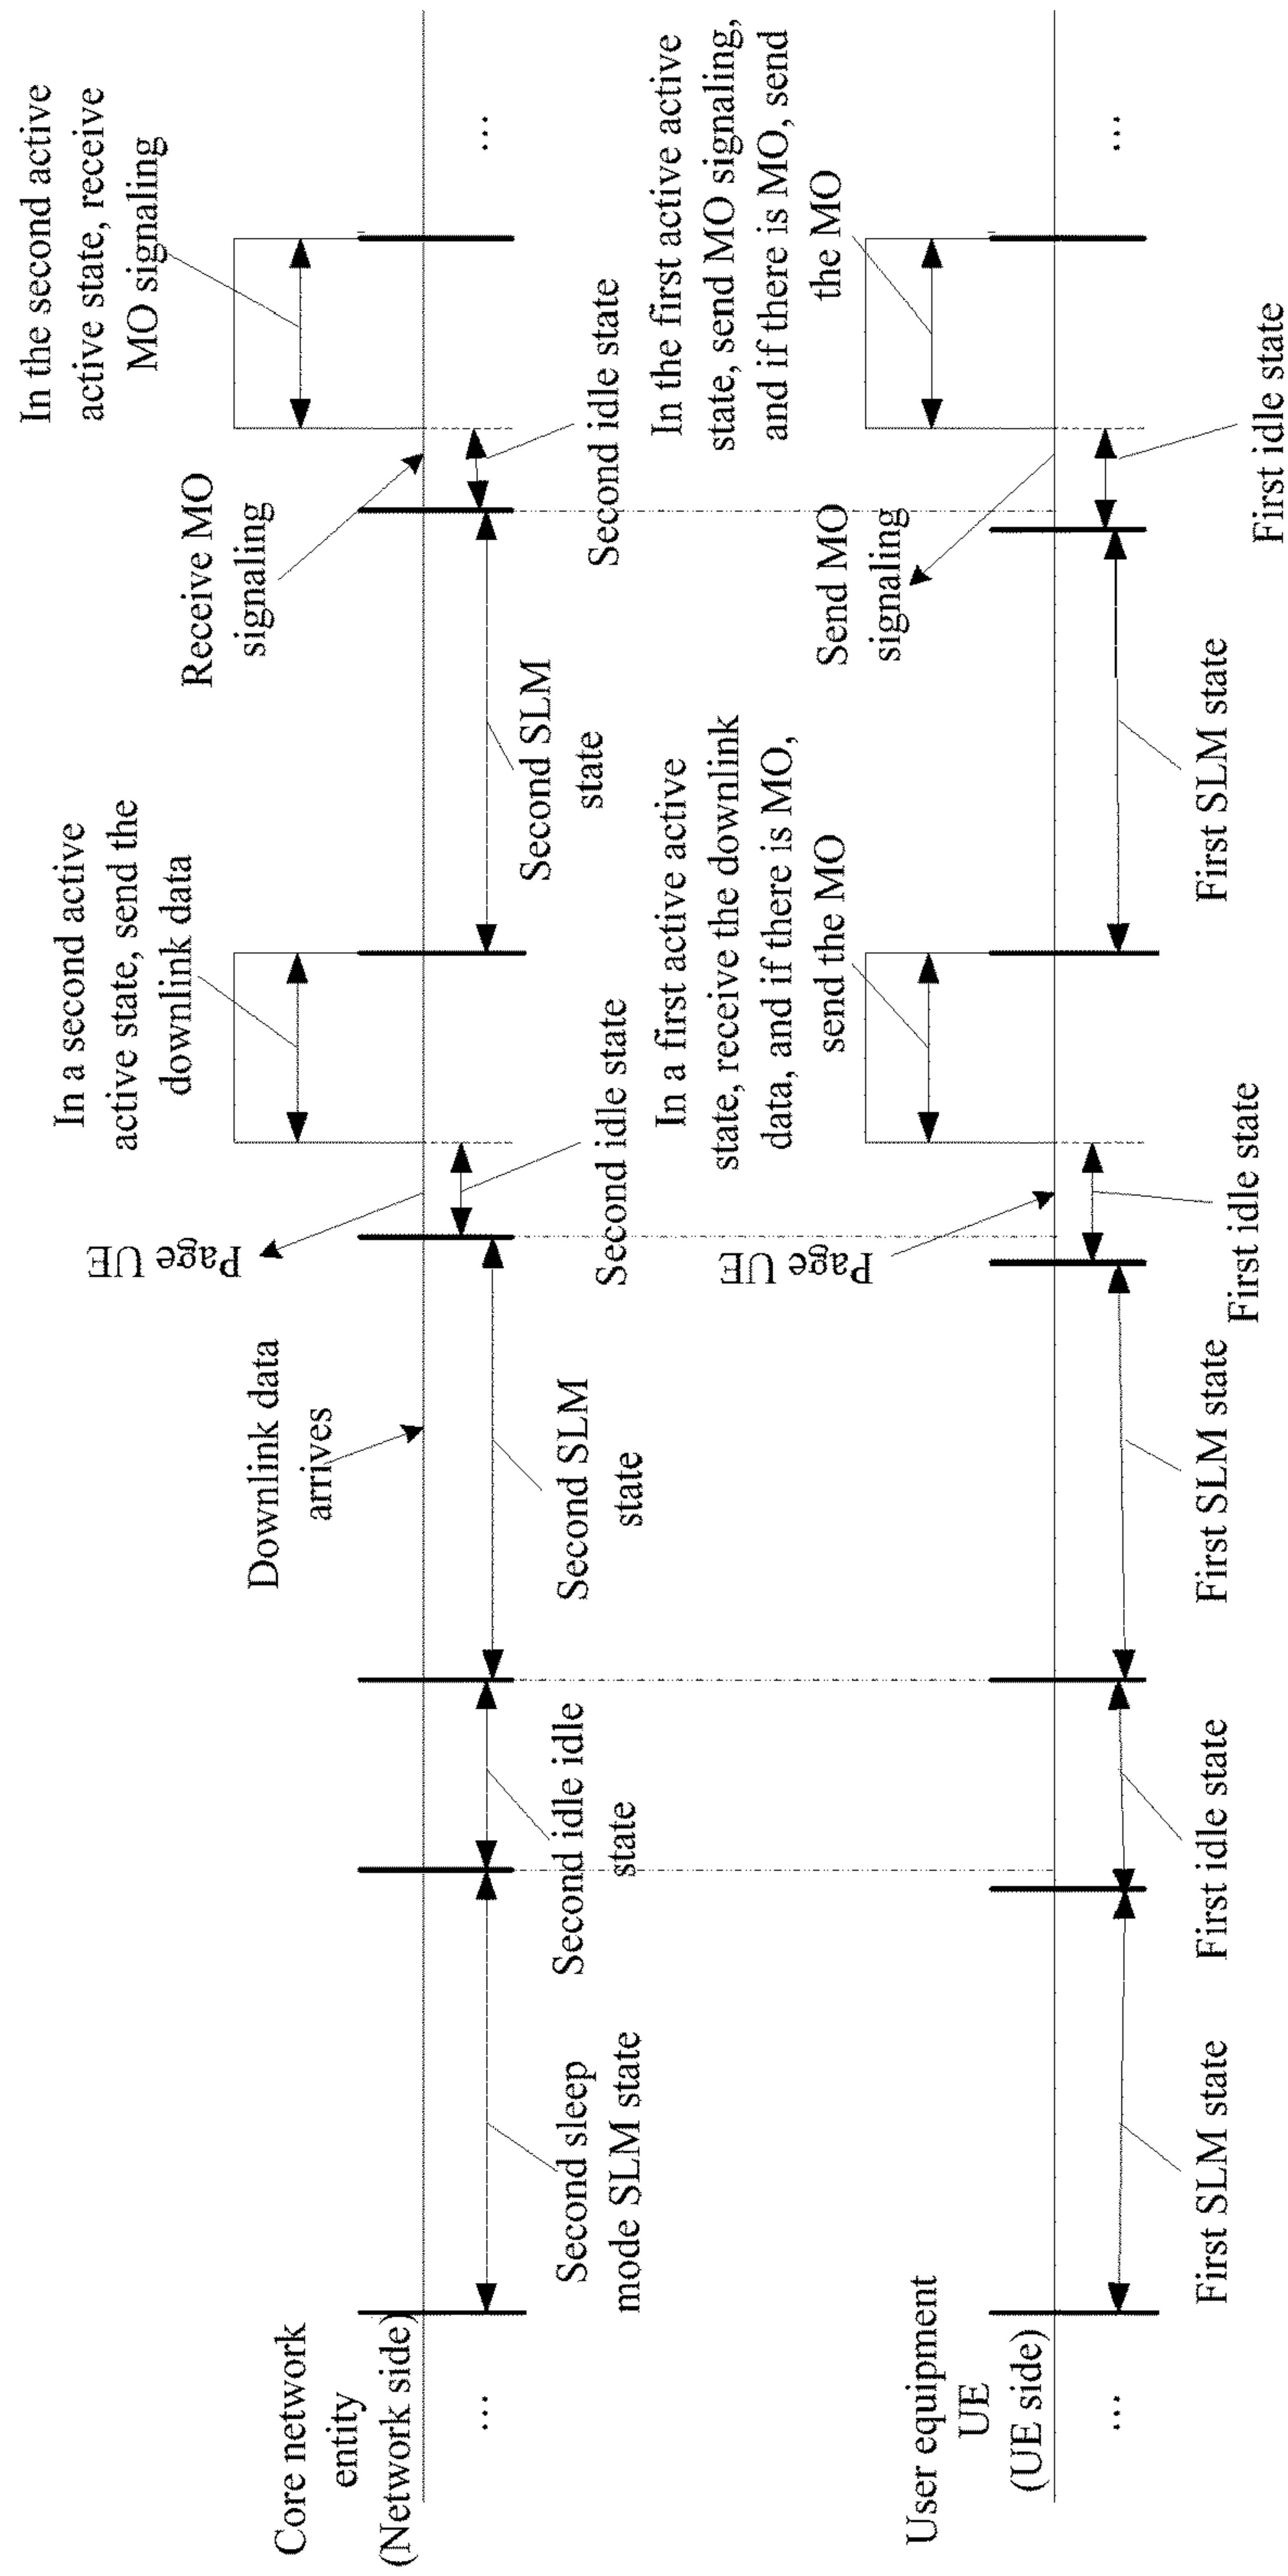 Core network
entity
(Network side)
...
Second sleep
mode SLM state
Second idle idle
state
Downlink data
arrives
Second SLM
state
Page UE
Second idle state
In a second active
active state, send the
downlink data
Second SLM
state
Receive MO
signaling
Second idle state
In the second active
active state, receive
MO signaling
...
User equipment
UE
(UE side)
...
First SLM state
First idle state
First SLM state
Page UE
First idle state
In a first active active
state, receive the downlink
data, and if there is MO,
send the MO
First SLM state
Send MO
signaling
First idle state
In the first active active
state, send MO signaling,
and if there is MO, send
the MO
...